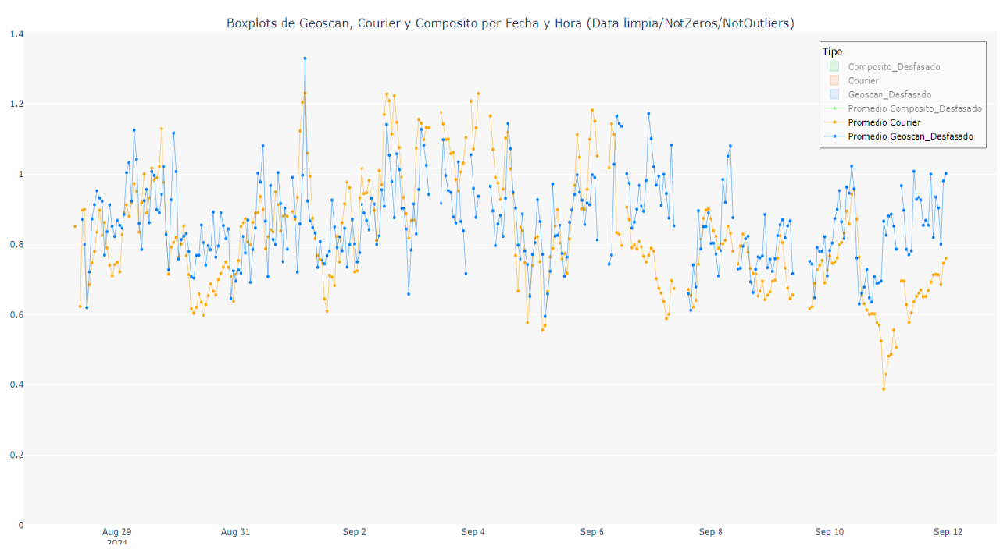 Boxplots de Geoscan, Courier y Composito por Fecha y Hora (Data limpia/NotZeros/NotOutliers)
1.4
1.2
1
0.8
0.6
0.4
0.2
0
Tipo
Composito_Desfasado
Courier
Geoscan_Desfasado
Promedio Composito_Desfasado
Promedio Courier
Promedio Geoscan_Desfasado
Aug 29
2024
Aug 31
Sep 2
Sep 4
Sep 6
Sep 8
Sep 10
Sep 12